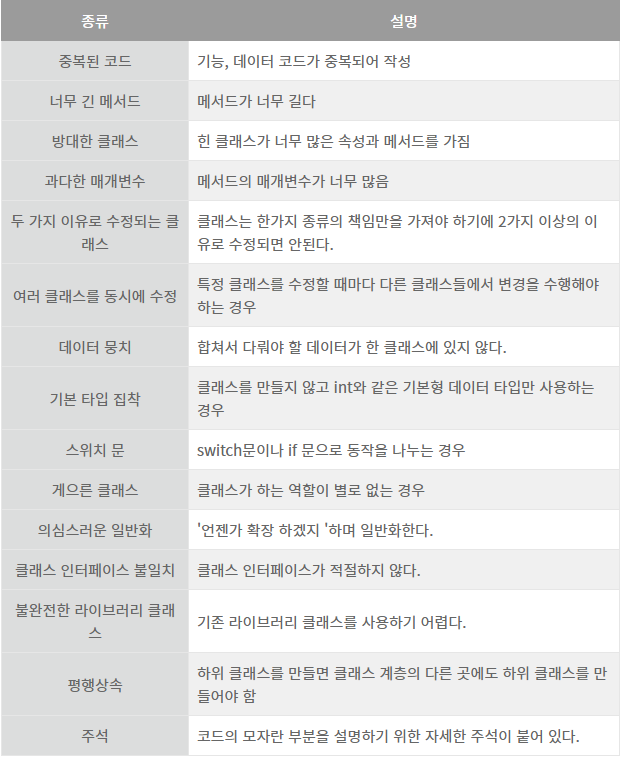 종류 설명
중복된 코드 기능, 데이터 코드가 중복되어 작성
너무 긴 메서드 메서드가 너무 길다
방대한 클래스 힌 클래스가 너무 많은 속성과 메서드를 가짐
과다한 매개변수 메서드의 매개변수가 너무 많음
두 가지 이유로 수정되는 클
래스
클래스는 한가지 종류의 책임만을 가져야 하기에 2가지 이상의 이
유로 수정되면 안된다.
여러 클래스를 동시에 수정
특정 클래스를 수정할 때마다 다른 클래스들에서 변경을 수행해야
하는 경우
데이터 뭉치 합쳐서 다뤄야 할 데이터가 한 클래스에 있지 않다.
기본 타입 집착
클래스를 만들지 않고 int와 같은 기본형 데이터 타입만 사용하는
경우
스위치 문 switch문이나 if 문으로 동작을 나누는 경우
게으른 클래스 클래스가 하는 역할이 별로 없는 경우
의심스러운 일반화 '언젠가 확장 하겠지 '하며 일반화한다.
클래스 인터페이스 불일치 클래스 인터페이스가 적절하지 않다.
불완전한 라이브러리 클래
스
기존 라이브러리 클래스를 사용하기 어렵다.
평행상속
하위 클래스를 만들면 클래스 계층의 다른 곳에도 하위 클래스를 만
들어야 함
주석 코드의 모자란 부분을 설명하기 위한 자세한 주석이 붙어 있다.